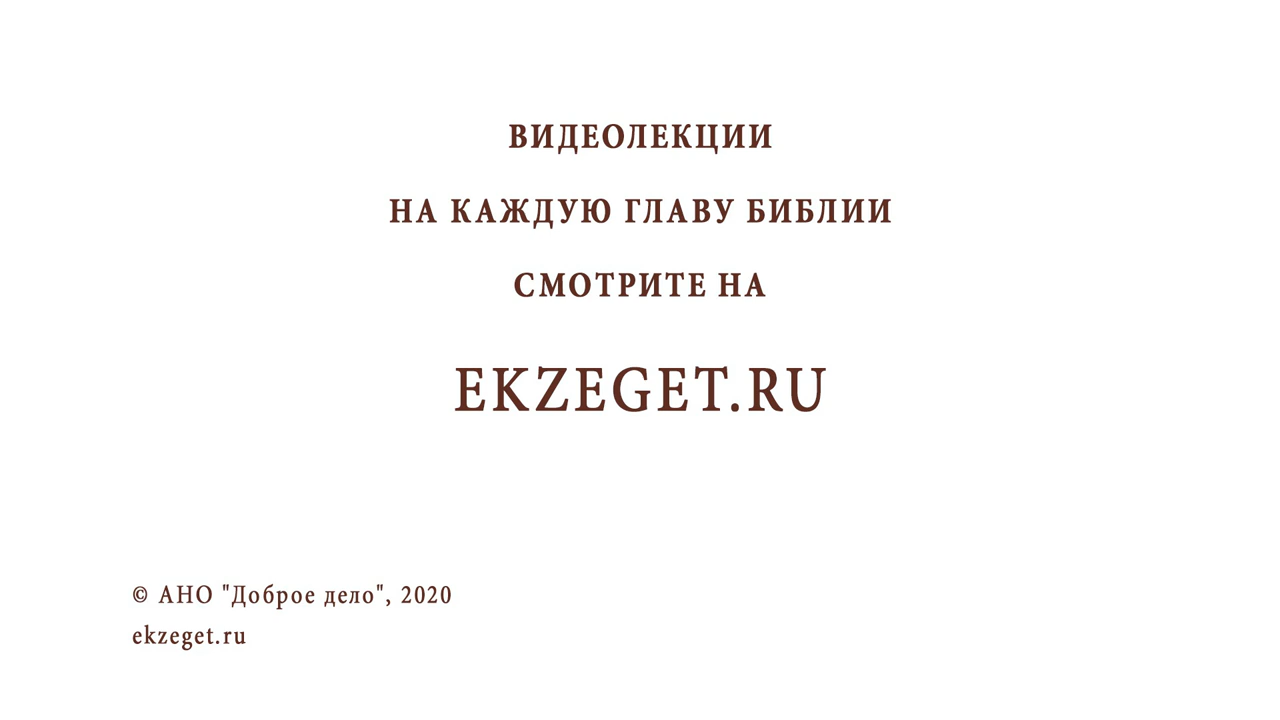 ВИДЕОЛЕКЦИИ
НА КАЖДУЮ ГЛАВУ БИБЛИИ
СМОТРИТЕ НА
EKZEGET.RU
© АНО "Доброе дело", 2020
ekzeget.ru